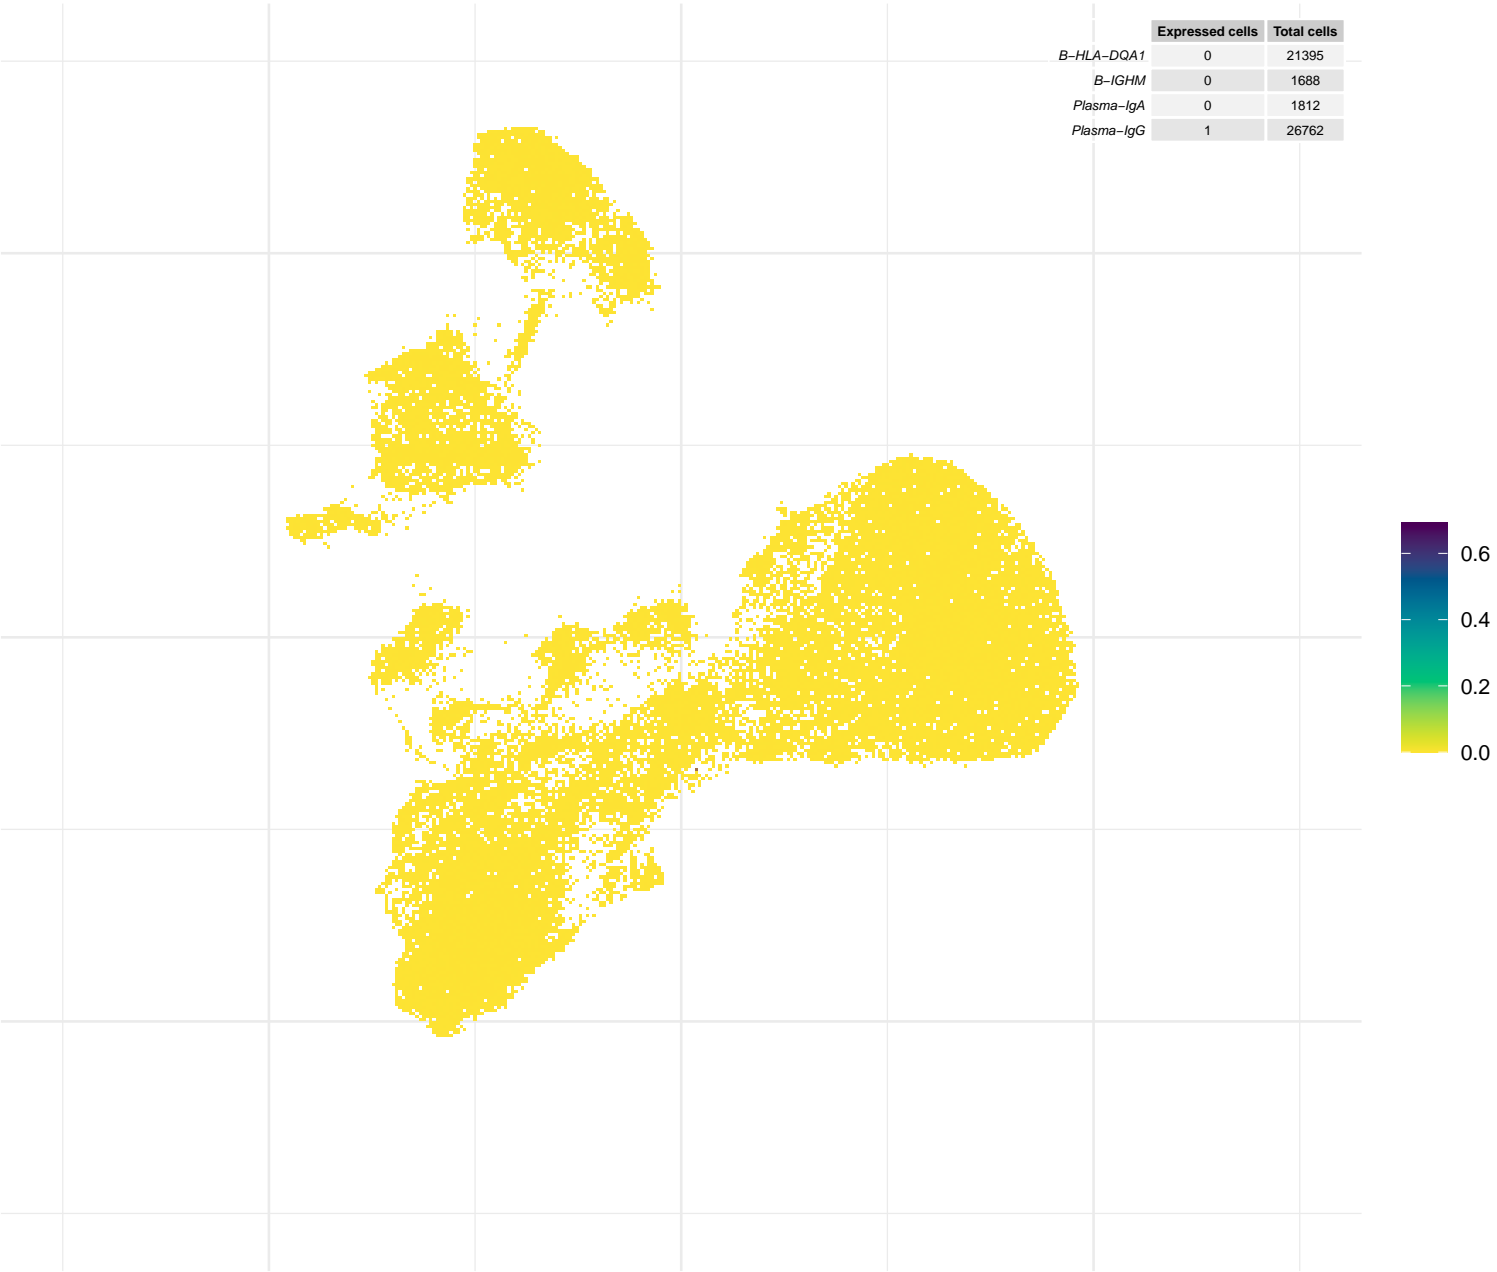 Expressed cells Total cells
B−HLA−DQA1 0 21395
B−IGHM 0 1688
Plasma−IgA 0 1812
Plasma−IgG 1 26762
0.6
0.4
0.2
0.0